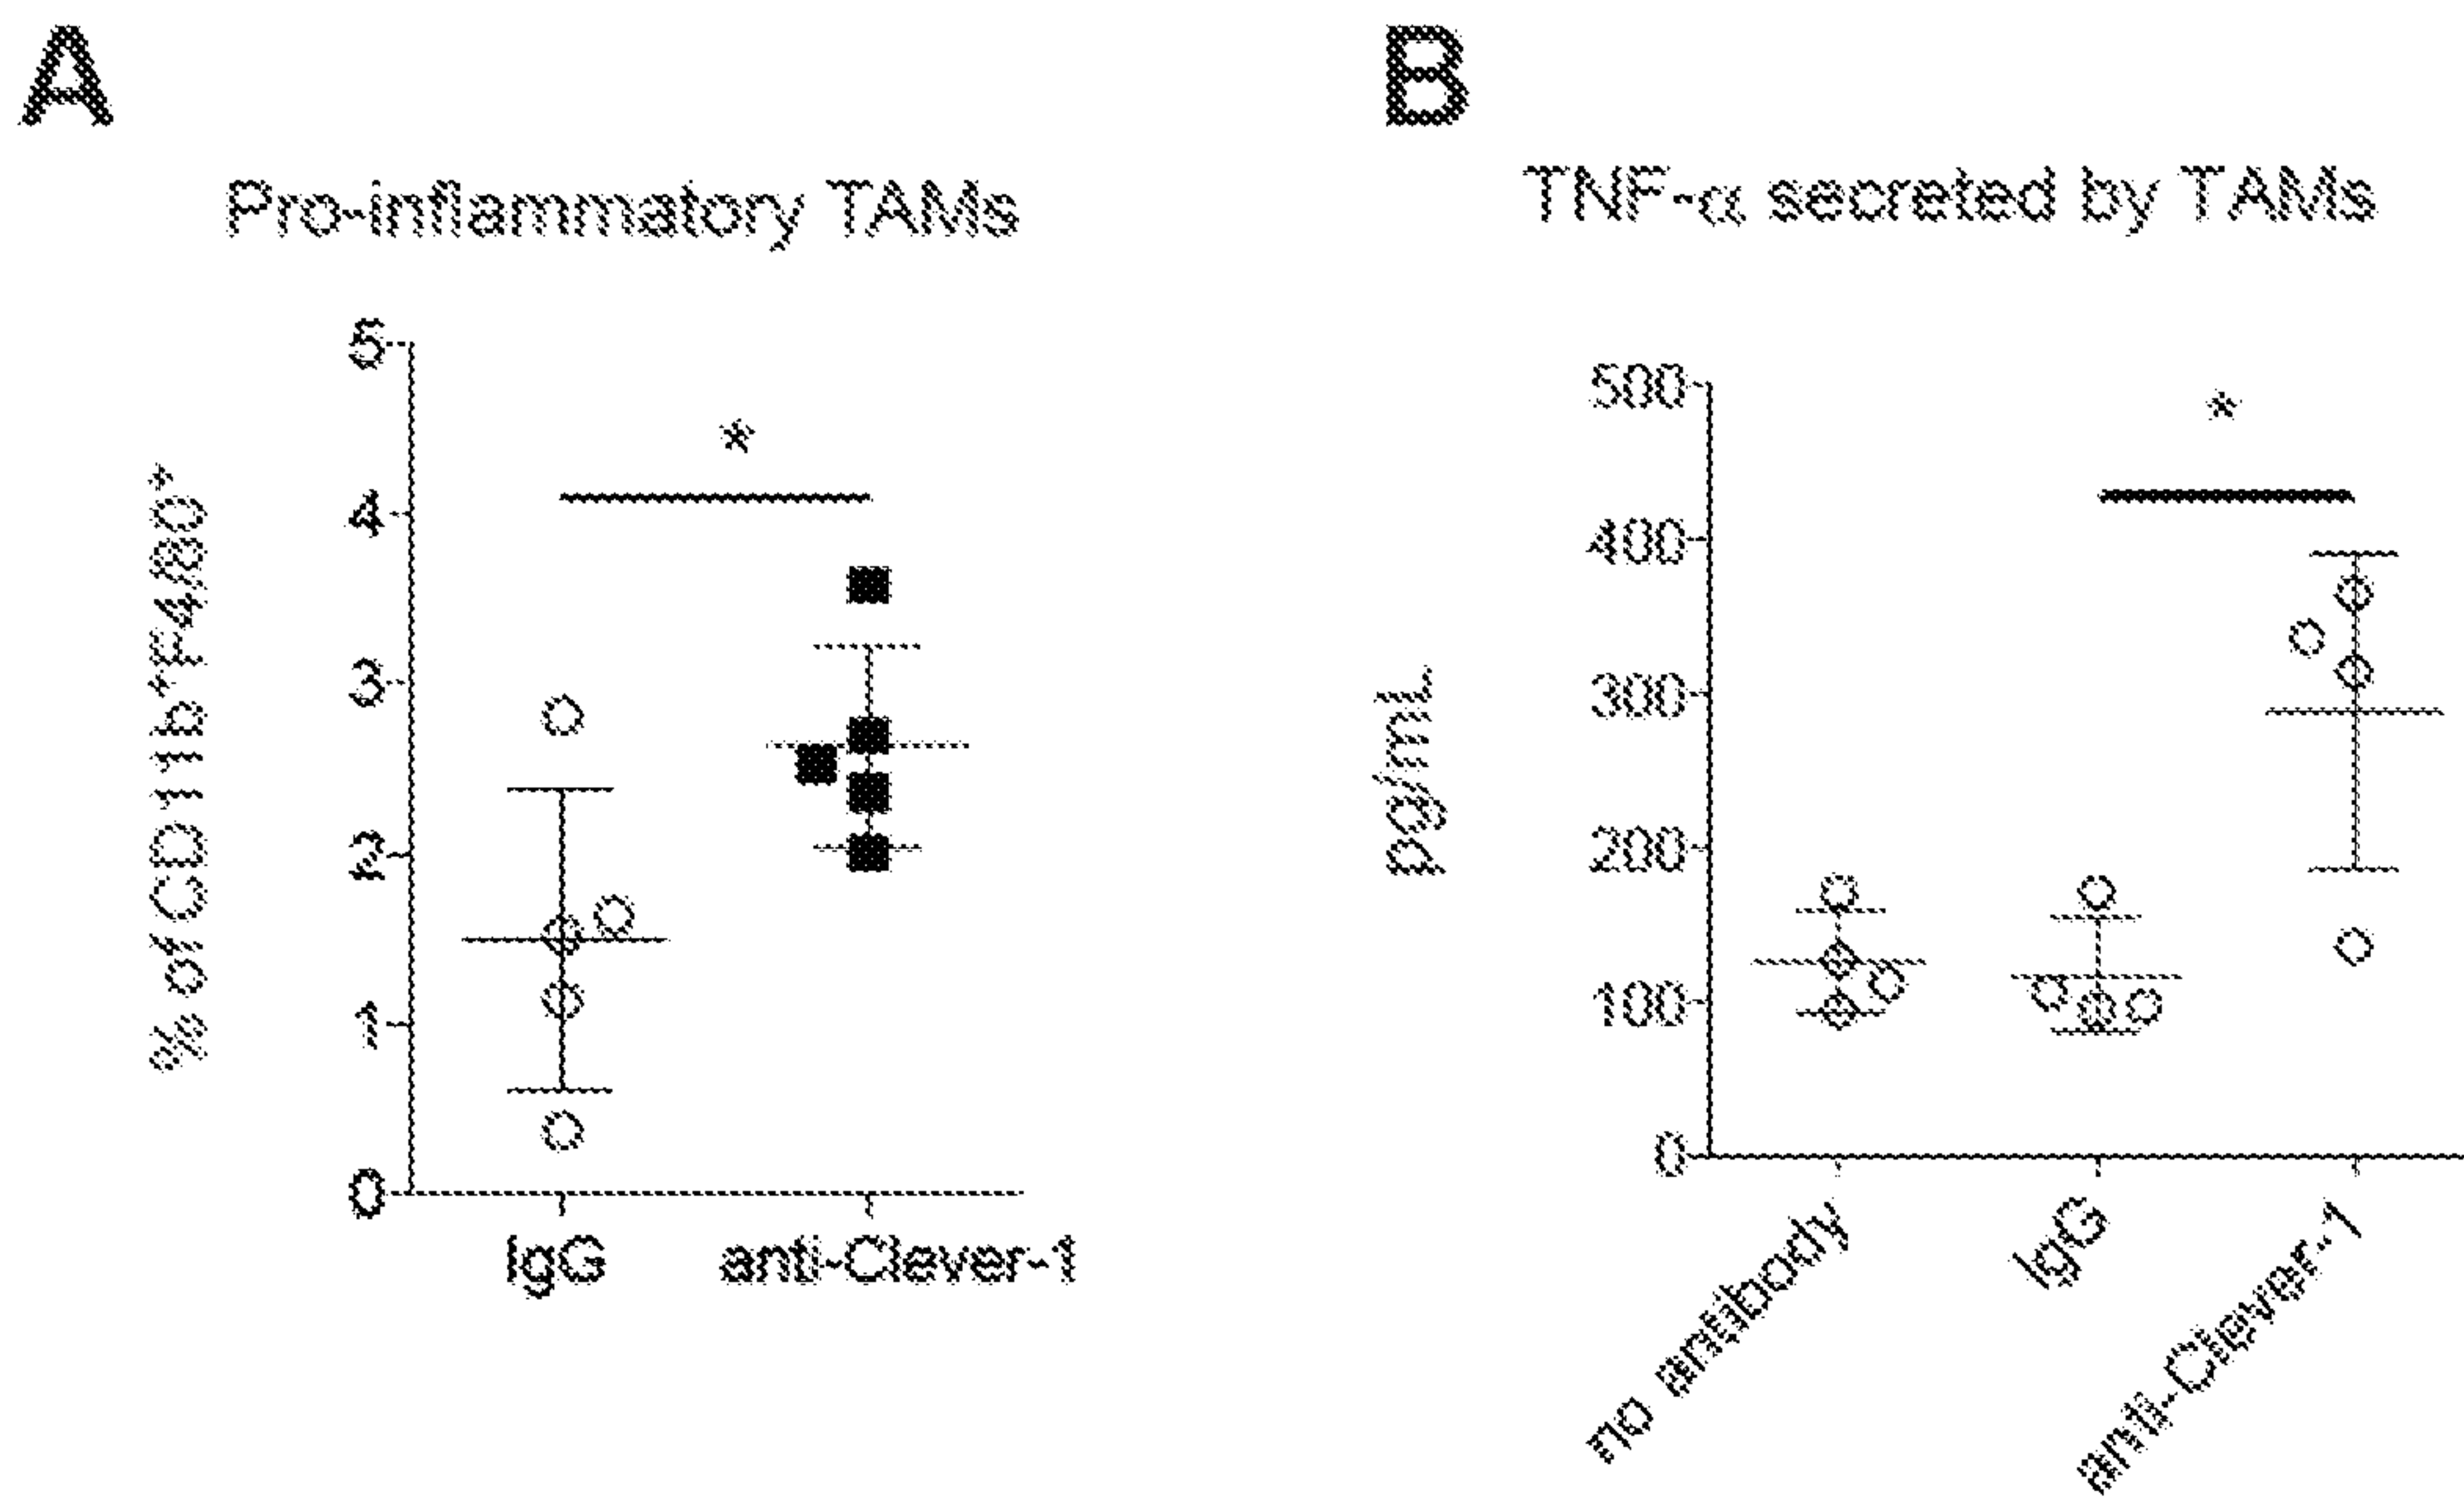 A
Pro-inflammatory TAMs
% of CD11b⁺F4/80⁺
5
4
3
2
1
0
*
IgG
anti-Clever-1
B
TNF-α secreted by TAMs
pg/mL
500
400
300
200
100
0
*
no antibody
IgG
anti-Clever-1